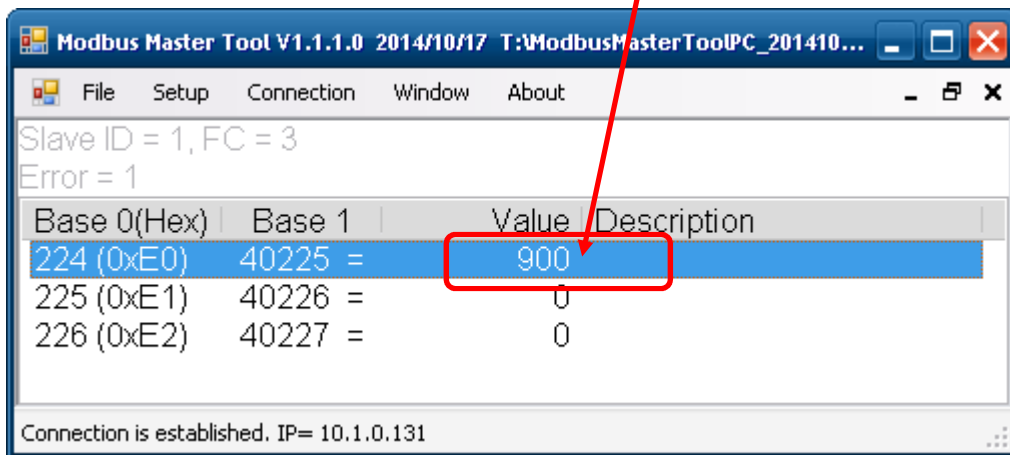 Modbus Master Tool V1.1.1.0 2014/10/17 T:\ModbusMasterToolPC_201410...
File Setup Connection Window About
Slave ID = 1, FC = 3
Error = 1
Base 0(Hex) Base 1 Value Description
224 (0xE0) 40225 = 900
225 (0xE1) 40226 = 0
226 (0xE2) 40227 = 0
Connection is established. IP= 10.1.0.131